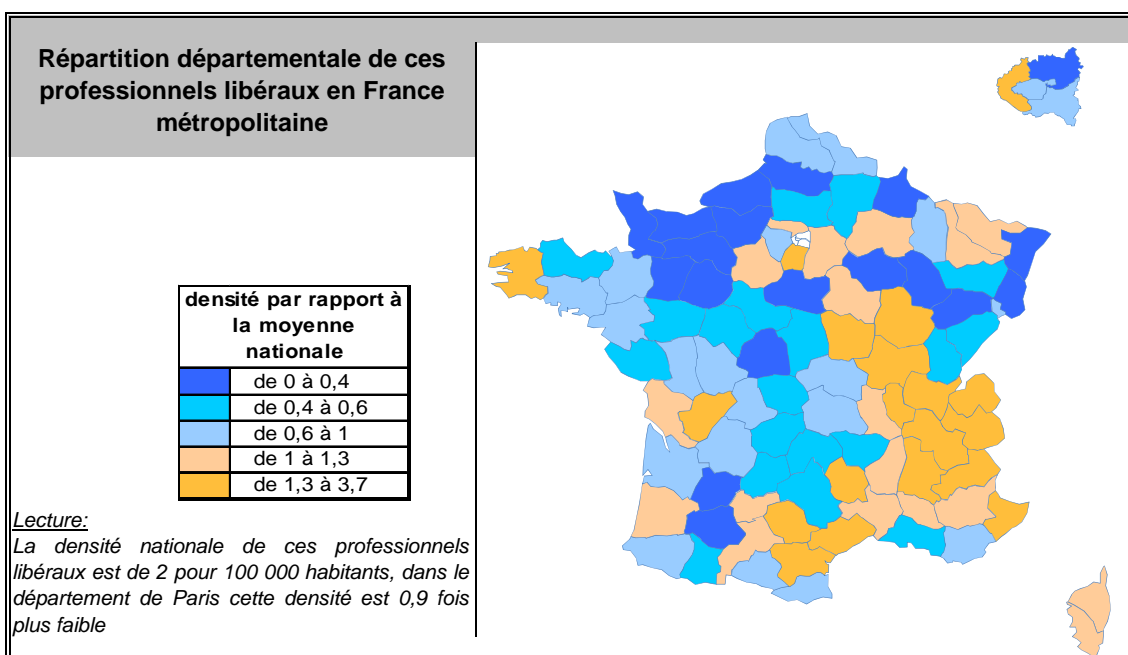 Répartition départementale de ces
professionnels libéraux en France
métropolitaine
densité par rapport à
la moyenne
nationale
de 0 à 0,4
de 0,4 à 0,6
de 0,6 à 1
de 1 à 1,3
de 1,3 à 3,7
Lecture:
La densité nationale de ces professionnels
libéraux est de 2 pour 100 000 habitants, dans le
département de Paris cette densité est 0,9 fois
plus faible